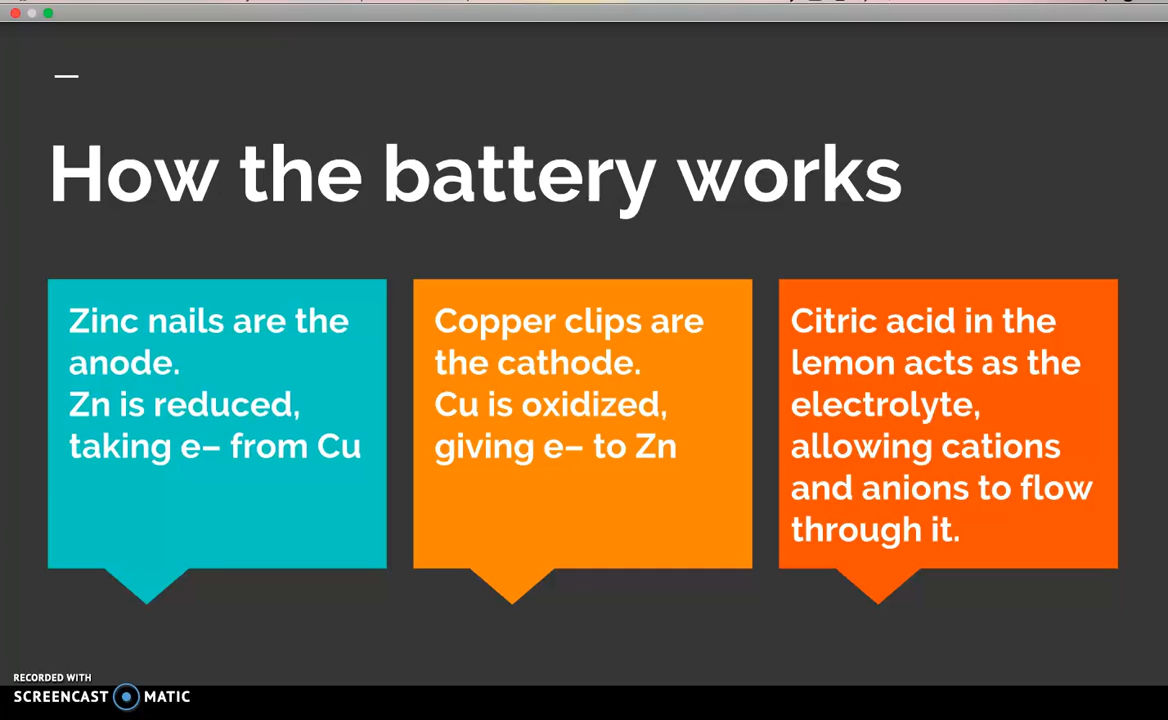 How the battery works
Zinc nails are the
anode.
Zn is reduced,
taking e– from Cu
Copper clips are
the cathode.
Cu is oxidized,
giving e– to Zn
Citric acid in the
lemon acts as the
electrolyte,
allowing cations
and anions to flow
through it.
RECORDED WITH
SCREENCAST MATIC